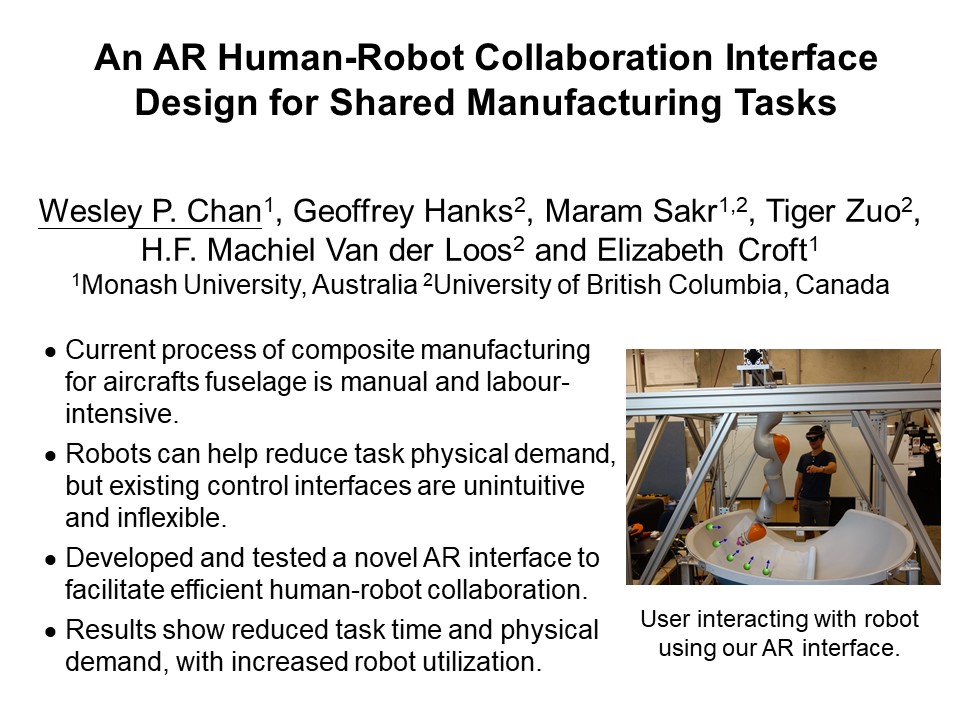 An AR Human-Robot Collaboration Interface
Design for Shared Manufacturing Tasks
Wesley P. Chan¹, Geoffrey Hanks², Maram Sakr¹,², Tiger Zuo²,
H.F. Machiel Van der Loos² and Elizabeth Croft¹
¹Monash University, Australia ²University of British Columbia, Canada
● Current process of composite manufacturing
for aircrafts fuselage is manual and labour-
intensive.
● Robots can help reduce task physical demand,
but existing control interfaces are unintuitive
and inflexible.
● Developed and tested a novel AR interface to
facilitate efficient human-robot collaboration.
● Results show reduced task time and physical
demand, with increased robot utilization.
User interacting with robot
using our AR interface.